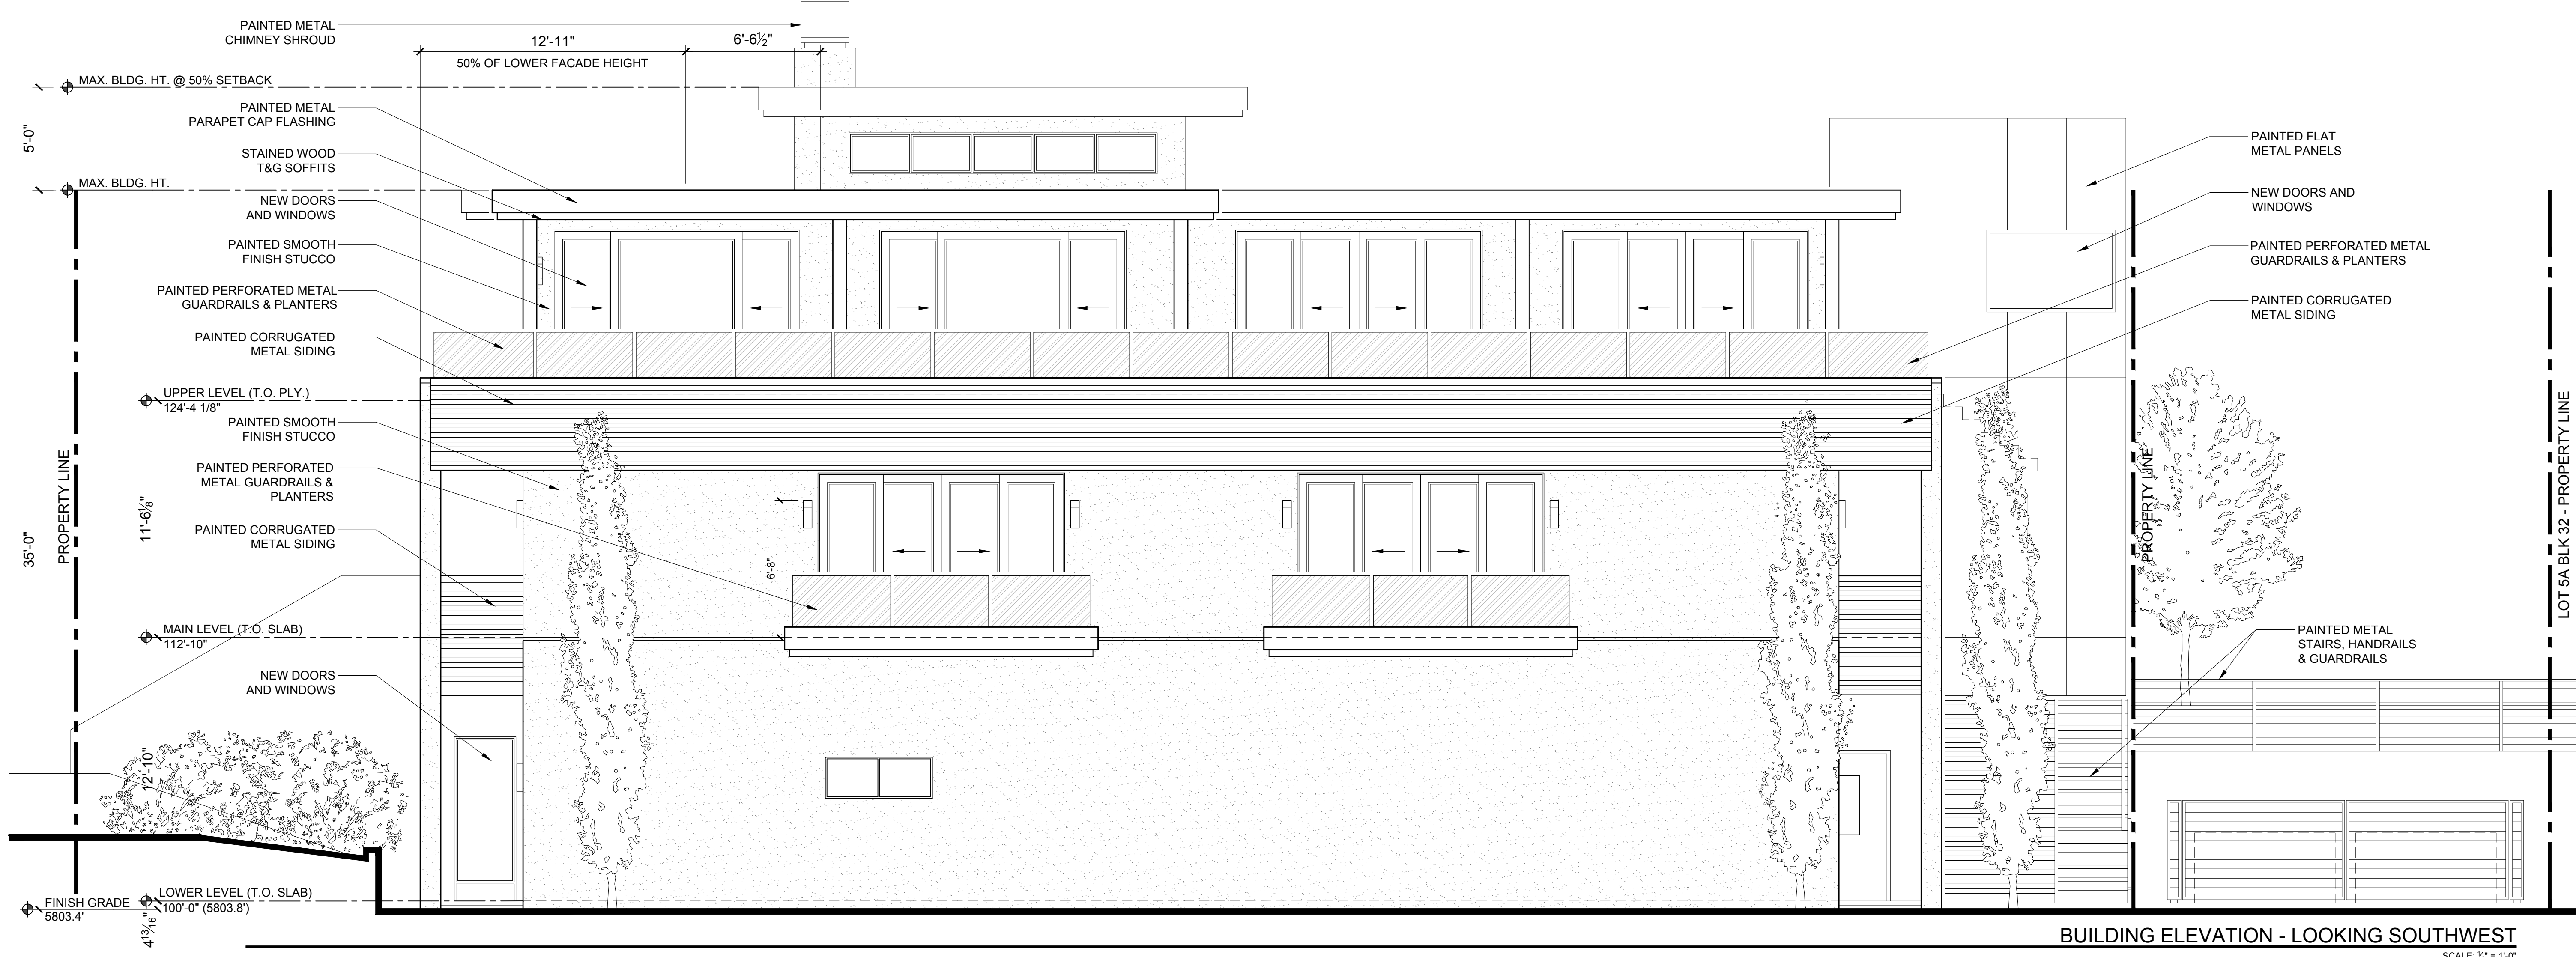 PAINTED METAL
CHIMNEY SHROUD
12'-11"
6'-6½"
50% OF LOWER FACADE HEIGHT
MAX. BLDG. HT. @ 50% SETBACK
5'-0"
PAINTED METAL
PARAPET CAP FLASHING
STAINED WOOD
T&G SOFFITS
MAX. BLDG. HT.
NEW DOORS
AND WINDOWS
PAINTED SMOOTH
FINISH STUCCO
PAINTED PERFORATED METAL
GUARDRAILS & PLANTERS
PAINTED CORRUGATED
METAL SIDING
UPPER LEVEL (T.O. PLY.)
124'-4 1/8"
PAINTED SMOOTH
FINISH STUCCO
PAINTED PERFORATED
METAL GUARDRAILS &
PLANTERS
PAINTED CORRUGATED
METAL SIDING
PROPERTY LINE
35'-0"
11'-6⅛"
6'-8"
MAIN LEVEL (T.O. SLAB)
112'-10"
NEW DOORS
AND WINDOWS
12'-10"
LOWER LEVEL (T.O. SLAB)
100'-0" (5803.8')
FINISH GRADE
5803.4'
4 13/16"
PAINTED FLAT
METAL PANELS
NEW DOORS AND
WINDOWS
PAINTED PERFORATED METAL
GUARDRAILS & PLANTERS
PAINTED CORRUGATED
METAL SIDING
PROPERTY LINE
LOT 5A BLK 32 - PROPERTY LINE
PAINTED METAL
STAIRS, HANDRAILS
& GUARDRAILS
BUILDING ELEVATION - LOOKING SOUTHWEST
SCALE: = 1'-0"